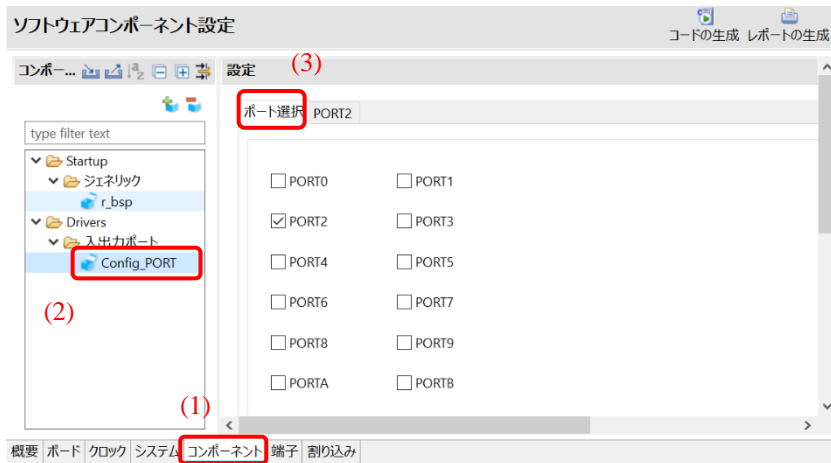 ソフトウェアコンポーネント設定
コードの生成 レポートの生成
コンポー...
設定
(3)
ポート選択 PORT2
type filter text
Startup
ジェネリック
r_bsp
Drivers
入出力ポート
Config_PORT
(2)
PORT0 PORT1
PORT2 PORT3
PORT4 PORT5
PORT6 PORT7
PORT8 PORT9
PORTA PORTB
(1)
概要 ボード クロック システム コンポーネント 端子 割り込み